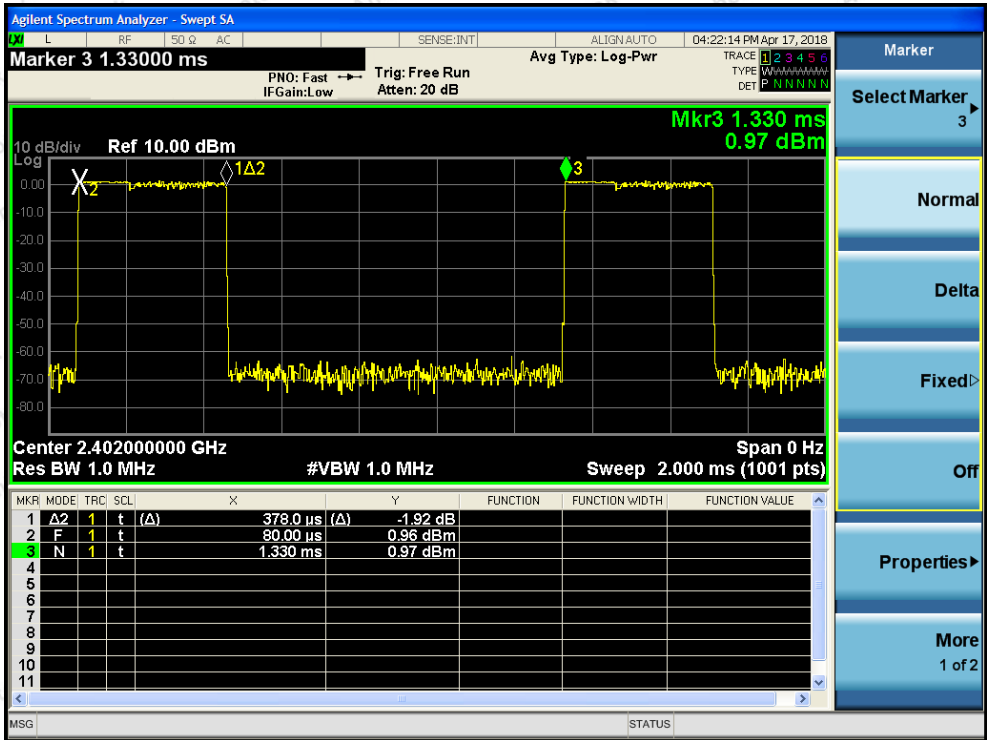 Agilent Spectrum Analyzer - Swept SA
LXI L RF 50 Ω AC SENSE:INT ALIGN AUTO 04:22:14 PM Apr 17, 2018
Marker 3 1.33000 ms
PNO: Fast
IFGain:Low
Trig: Free Run
Atten: 20 dB
Avg Type: Log-Pwr
TRACE 1 2 3 4 5 6
TYPE WWWWWW
DET P N N N N N
Mkr3 1.330 ms
0.97 dBm
10 dB/div Ref 10.00 dBm
Log
1Δ2
3
X2
0.00
-10.0
-20.0
-30.0
-40.0
-50.0
-60.0
-70.0
-80.0
Center 2.402000000 GHz Span 0 Hz
Res BW 1.0 MHz #VBW 1.0 MHz Sweep 2.000 ms (1001 pts)
MKR MODE TRC SCL X Y FUNCTION FUNCTION WIDTH FUNCTION VALUE
1 Δ2 1 t (Δ) 378.0 µs (Δ) -1.92 dB
2 F 1 t 80.00 µs 0.96 dBm
3 N 1 t 1.330 ms 0.97 dBm
4
5
6
7
8
9
10
11
MSG STATUS
Marker
Select Marker
3
Normal
Delta
Fixed
Off
Properties
More
1 of 2